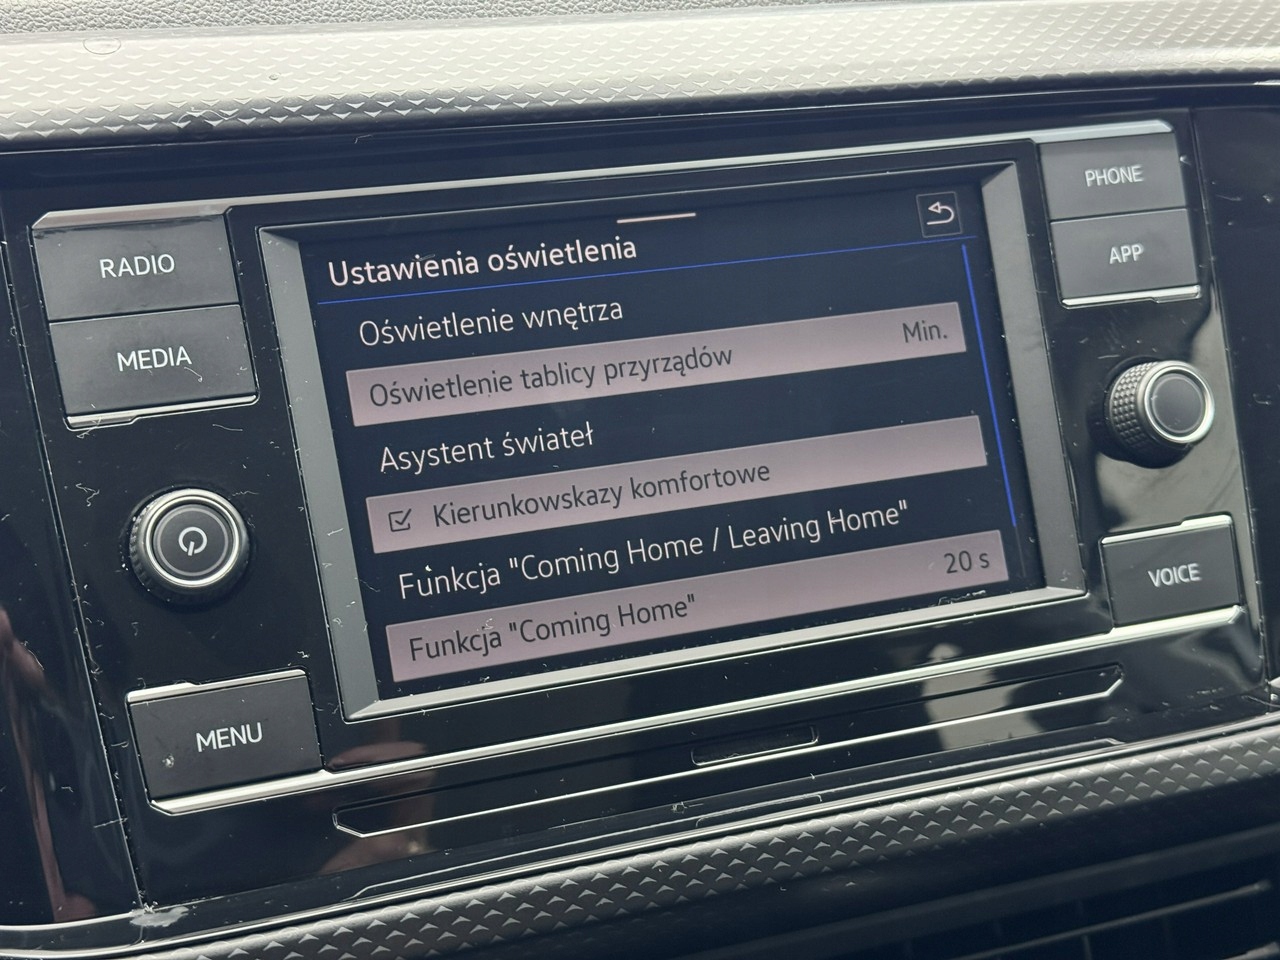 RADIO
MEDIA
MENU
Ustawienia oświetlenia
Oświetlenie wnętrza
Oświetlenie tablicy przyrządów Min.
Asystent świateł
Kierunkowskazy komfortowe
Funkcja "Coming Home / Leaving Home"
Funkcja "Coming Home" 20 s
PHONE
APP
VOICE